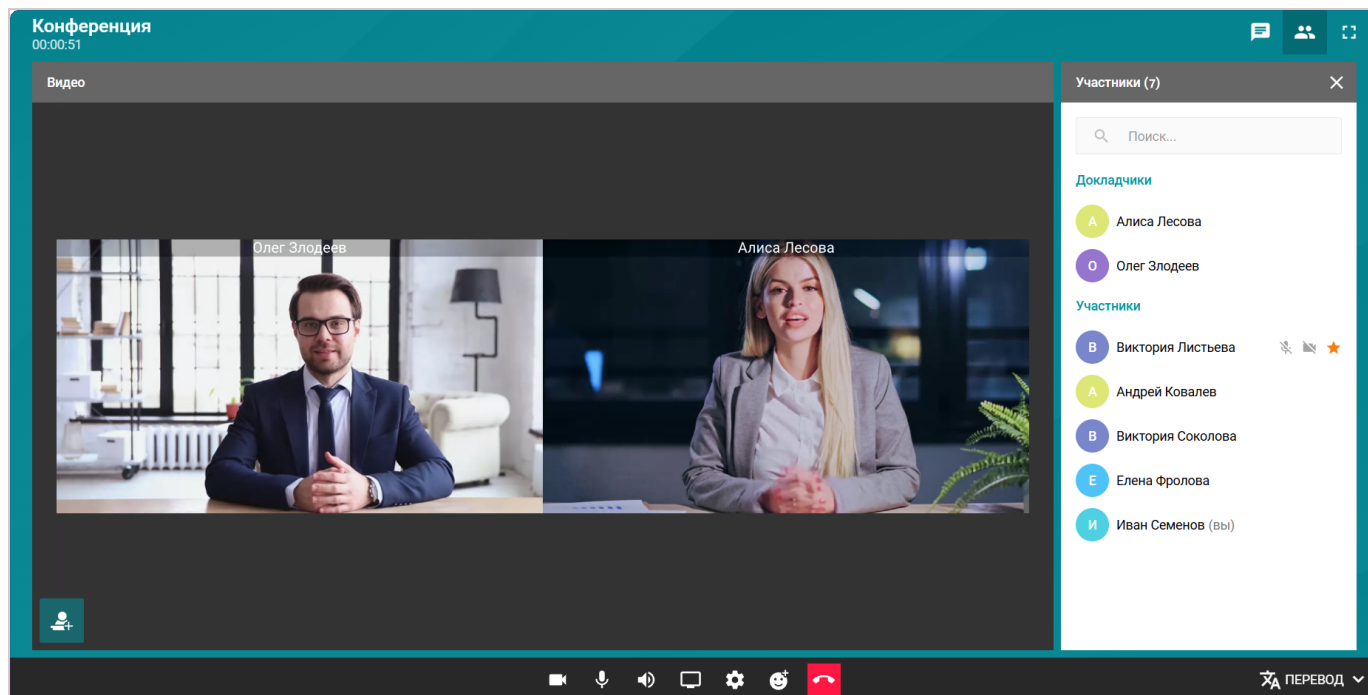 Конференция
00:00:51
Видео
Олег Злодеев
Алиса Лесова
Участники (7)
Поиск...
Докладчики
А Алиса Лесова
О Олег Злодеев
Участники
В Виктория Листьева
А Андрей Ковалев
В Виктория Соколова
Е Елена Фролова
И Иван Семенов (вы)
ПЕРЕВОД